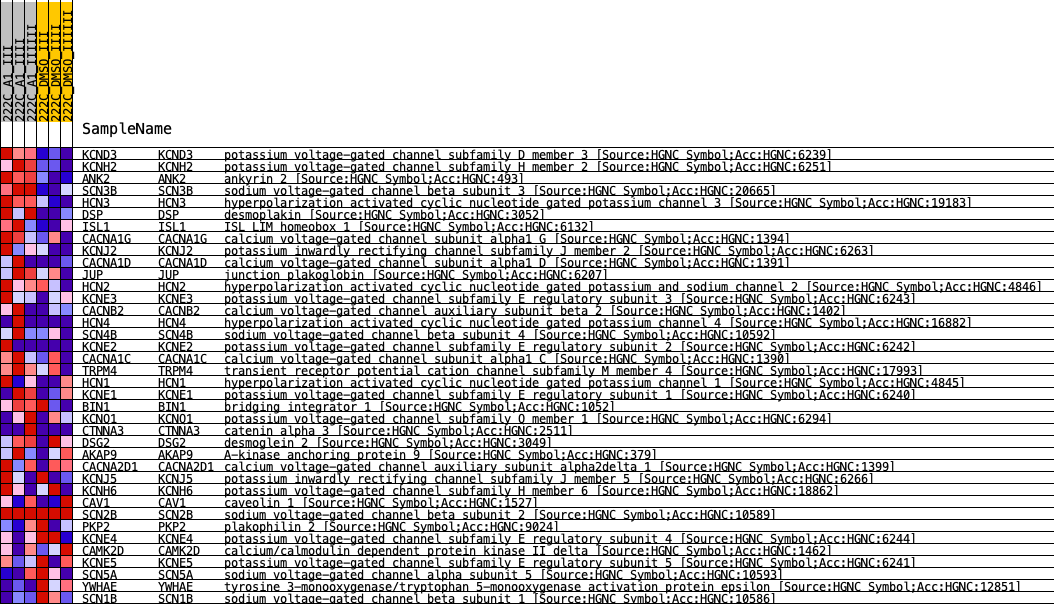 222C_A1_III
222C_A1_IIII
222C_A1_IIIIII
222C_DMSO_III
222C_DMSO_IIII
222C_DMSO_IIIIII
SampleName
KCND3 KCND3 potassium voltage-gated channel subfamily D member 3 [Source:HGNC Symbol;Acc:HGNC:6239]
KCNH2 KCNH2 potassium voltage-gated channel subfamily H member 2 [Source:HGNC Symbol;Acc:HGNC:6251]
ANK2 ANK2 ankyrin 2 [Source:HGNC Symbol;Acc:HGNC:493]
SCN3B SCN3B sodium voltage-gated channel beta subunit 3 [Source:HGNC Symbol;Acc:HGNC:20665]
HCN3 HCN3 hyperpolarization activated cyclic nucleotide gated potassium channel 3 [Source:HGNC Symbol;Acc:HGNC:19183]
DSP DSP desmoplakin [Source:HGNC Symbol;Acc:HGNC:3052]
ISL1 ISL1 ISL LIM homeobox 1 [Source:HGNC Symbol;Acc:HGNC:6132]
CACNA1G CACNA1G calcium voltage-gated channel subunit alpha1 G [Source:HGNC Symbol;Acc:HGNC:1394]
KCNJ2 KCNJ2 potassium inwardly rectifying channel subfamily J member 2 [Source:HGNC Symbol;Acc:HGNC:6263]
CACNA1D CACNA1D calcium voltage-gated channel subunit alpha1 D [Source:HGNC Symbol;Acc:HGNC:1391]
JUP JUP junction plakoglobin [Source:HGNC Symbol;Acc:HGNC:6207]
HCN2 HCN2 hyperpolarization activated cyclic nucleotide gated potassium and sodium channel 2 [Source:HGNC Symbol;Acc:HGNC:4846]
KCNE3 KCNE3 potassium voltage-gated channel subfamily E regulatory subunit 3 [Source:HGNC Symbol;Acc:HGNC:6243]
CACNB2 CACNB2 calcium voltage-gated channel auxiliary subunit beta 2 [Source:HGNC Symbol;Acc:HGNC:1402]
HCN4 HCN4 hyperpolarization activated cyclic nucleotide gated potassium channel 4 [Source:HGNC Symbol;Acc:HGNC:16882]
SCN4B SCN4B sodium voltage-gated channel beta subunit 4 [Source:HGNC Symbol;Acc:HGNC:10592]
KCNE2 KCNE2 potassium voltage-gated channel subfamily E regulatory subunit 2 [Source:HGNC Symbol;Acc:HGNC:6242]
CACNA1C CACNA1C calcium voltage-gated channel subunit alpha1 C [Source:HGNC Symbol;Acc:HGNC:1390]
TRPM4 TRPM4 transient receptor potential cation channel subfamily M member 4 [Source:HGNC Symbol;Acc:HGNC:17993]
HCN1 HCN1 hyperpolarization activated cyclic nucleotide gated potassium channel 1 [Source:HGNC Symbol;Acc:HGNC:4845]
KCNE1 KCNE1 potassium voltage-gated channel subfamily E regulatory subunit 1 [Source:HGNC Symbol;Acc:HGNC:6240]
BIN1 BIN1 bridging integrator 1 [Source:HGNC Symbol;Acc:HGNC:1052]
KCNQ1 KCNQ1 potassium voltage-gated channel subfamily Q member 1 [Source:HGNC Symbol;Acc:HGNC:6294]
CTNNA3 CTNNA3 catenin alpha 3 [Source:HGNC Symbol;Acc:HGNC:2511]
DSG2 DSG2 desmoglein 2 [Source:HGNC Symbol;Acc:HGNC:3049]
AKAP9 AKAP9 A-kinase anchoring protein 9 [Source:HGNC Symbol;Acc:HGNC:379]
CACNA2D1 CACNA2D1 calcium voltage-gated channel auxiliary subunit alpha2delta 1 [Source:HGNC Symbol;Acc:HGNC:1399]
KCNJ5 KCNJ5 potassium inwardly rectifying channel subfamily J member 5 [Source:HGNC Symbol;Acc:HGNC:6266]
KCNH6 KCNH6 potassium voltage-gated channel subfamily H member 6 [Source:HGNC Symbol;Acc:HGNC:18862]
CAV1 CAV1 caveolin 1 [Source:HGNC Symbol;Acc:HGNC:1527]
SCN2B SCN2B sodium voltage-gated channel beta subunit 2 [Source:HGNC Symbol;Acc:HGNC:10589]
PKP2 PKP2 plakophilin 2 [Source:HGNC Symbol;Acc:HGNC:9024]
KCNE4 KCNE4 potassium voltage-gated channel subfamily E regulatory subunit 4 [Source:HGNC Symbol;Acc:HGNC:6244]
CAMK2D CAMK2D calcium/calmodulin dependent protein kinase II delta [Source:HGNC Symbol;Acc:HGNC:1462]
KCNE5 KCNE5 potassium voltage-gated channel subfamily E regulatory subunit 5 [Source:HGNC Symbol;Acc:HGNC:6241]
SCN5A SCN5A sodium voltage-gated channel alpha subunit 5 [Source:HGNC Symbol;Acc:HGNC:10593]
YWHAE YWHAE tyrosine 3-monooxygenase/tryptophan 5-monooxygenase activation protein epsilon [Source:HGNC Symbol;Acc:HGNC:12851]
SCN1B SCN1B sodium voltage-gated channel beta subunit 1 [Source:HGNC Symbol;Acc:HGNC:10586]